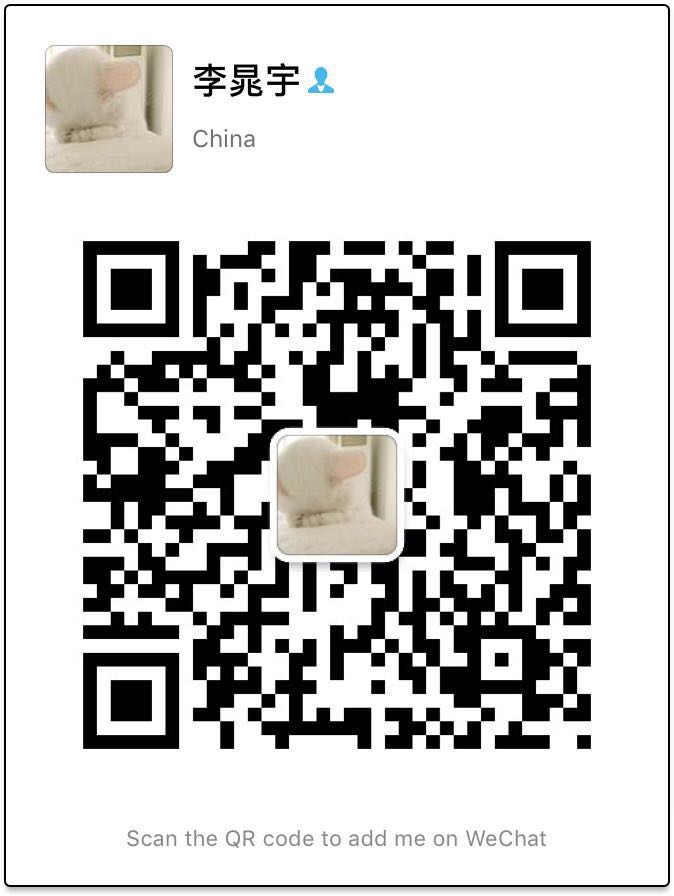 李晁宇
China
Scan the QR code to add me on WeChat